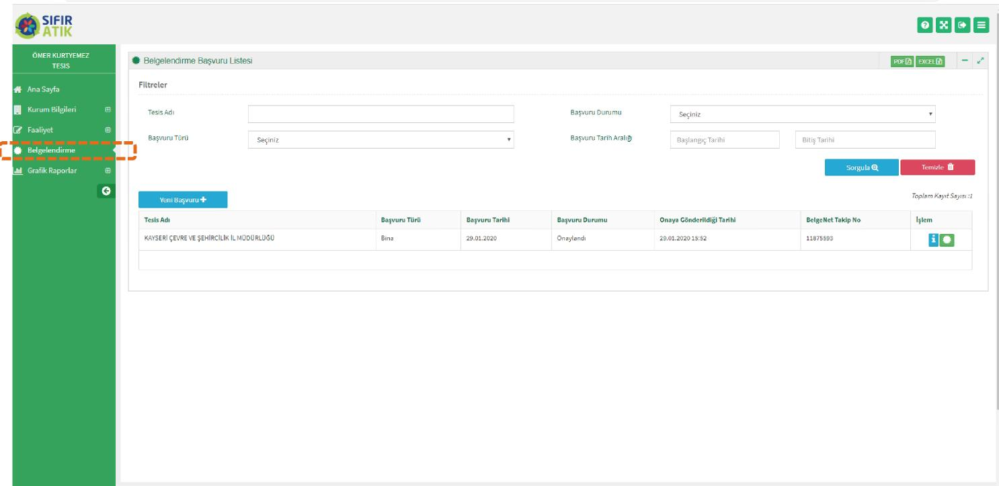 SIFIR
ATIK
ÖMER KURTYEMEZ
TESIS
Ana Sayfa
Kurum Bilgileri
Faaliyet
Belgelendirme
Grafik Raporlar
Belgelendirme Başvuru Listesi
PDF EXCEL
Filtreler
Tesis Adı
Başvuru Durumu Seçiniz
Başvuru Türü Seçiniz
Başvuru Tarih Aralığı Başlangıç Tarihi Bitiş Tarihi
Sorgula Temizle
Yeni Başvuru
Toplam Kayıt Sayısı :1
Tesis Adı Başvuru Türü Başvuru Tarihi Başvuru Durumu Onaya Gönderildiği Tarihi BelgeNet Takip No İşlem
KAYSERİ ÇEVRE VE ŞEHİRCİLİK İL MÜDÜRLÜĞÜ Bina 29.01.2020 Onaylandı 29.01.2020 15:52 11875593